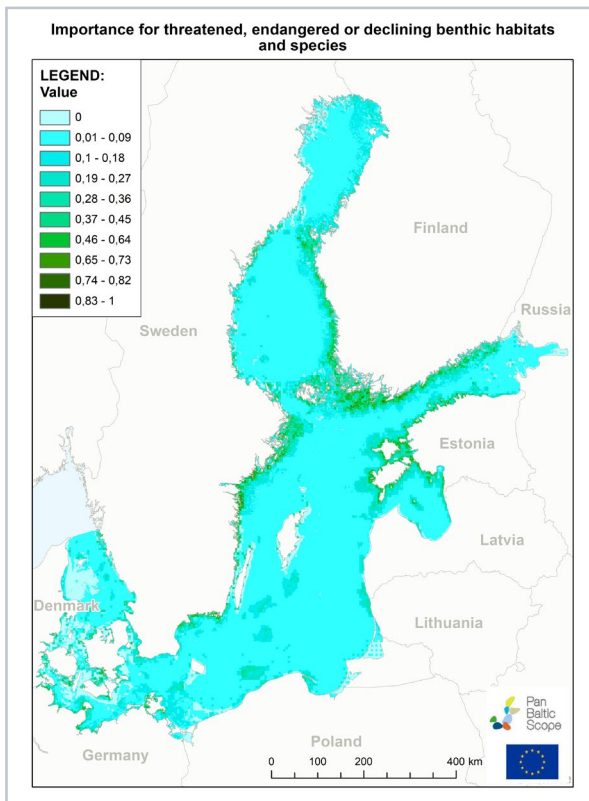 Importance for threatened, endangered or declining benthic habitats
and species
LEGEND:
Value
0
0,01 - 0,09
0,1 - 0,18
0,19 - 0,27
0,28 - 0,36
0,37 - 0,45
0,46 - 0,64
0,65 - 0,73
0,74 - 0,82
0,83 - 1
Finland
Russia
Sweden
Estonia
Latvia
Denmark
Lithuania
Pan
Baltic
Scope
Germany
Poland
0 100 200 400 km